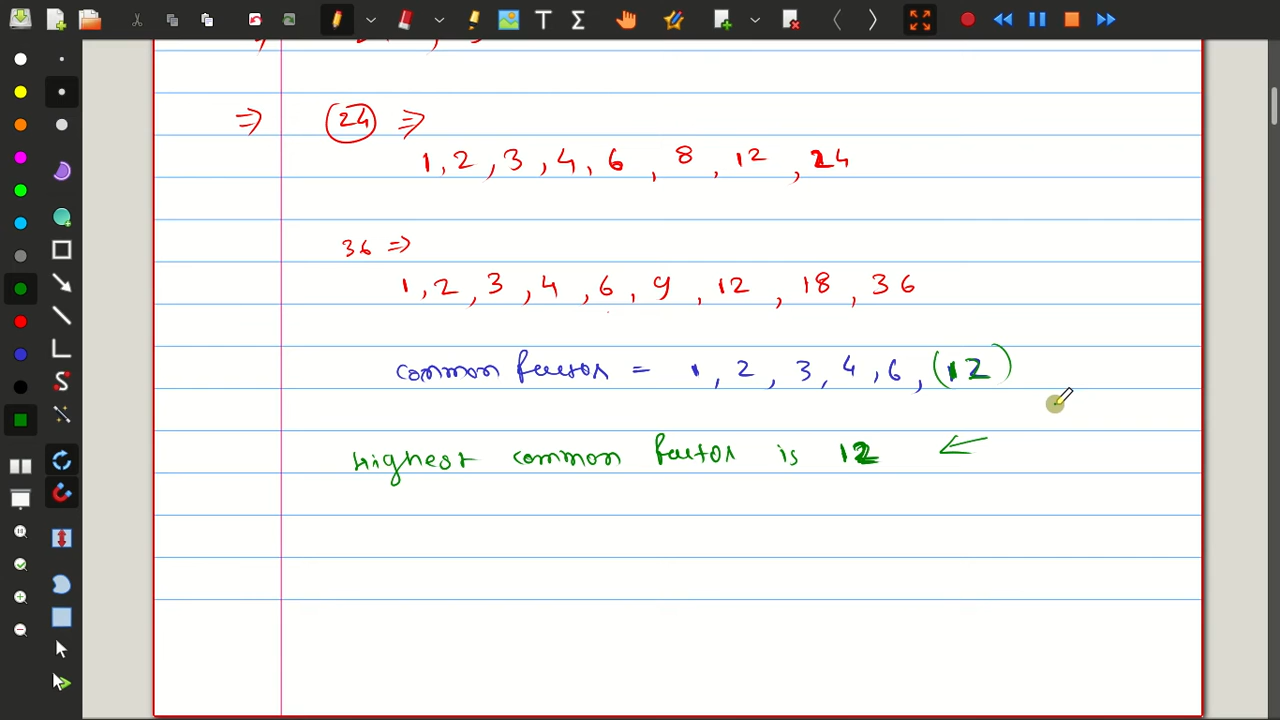 ⇒ 24 ⇒
1, 2, 3, 4, 6, 8, 12, 24
36 ⇒
1, 2, 3, 4, 6, 9, 12, 18, 36
common factor = 1, 2, 3, 4, 6, (12)
Highest common factor is 12 ←